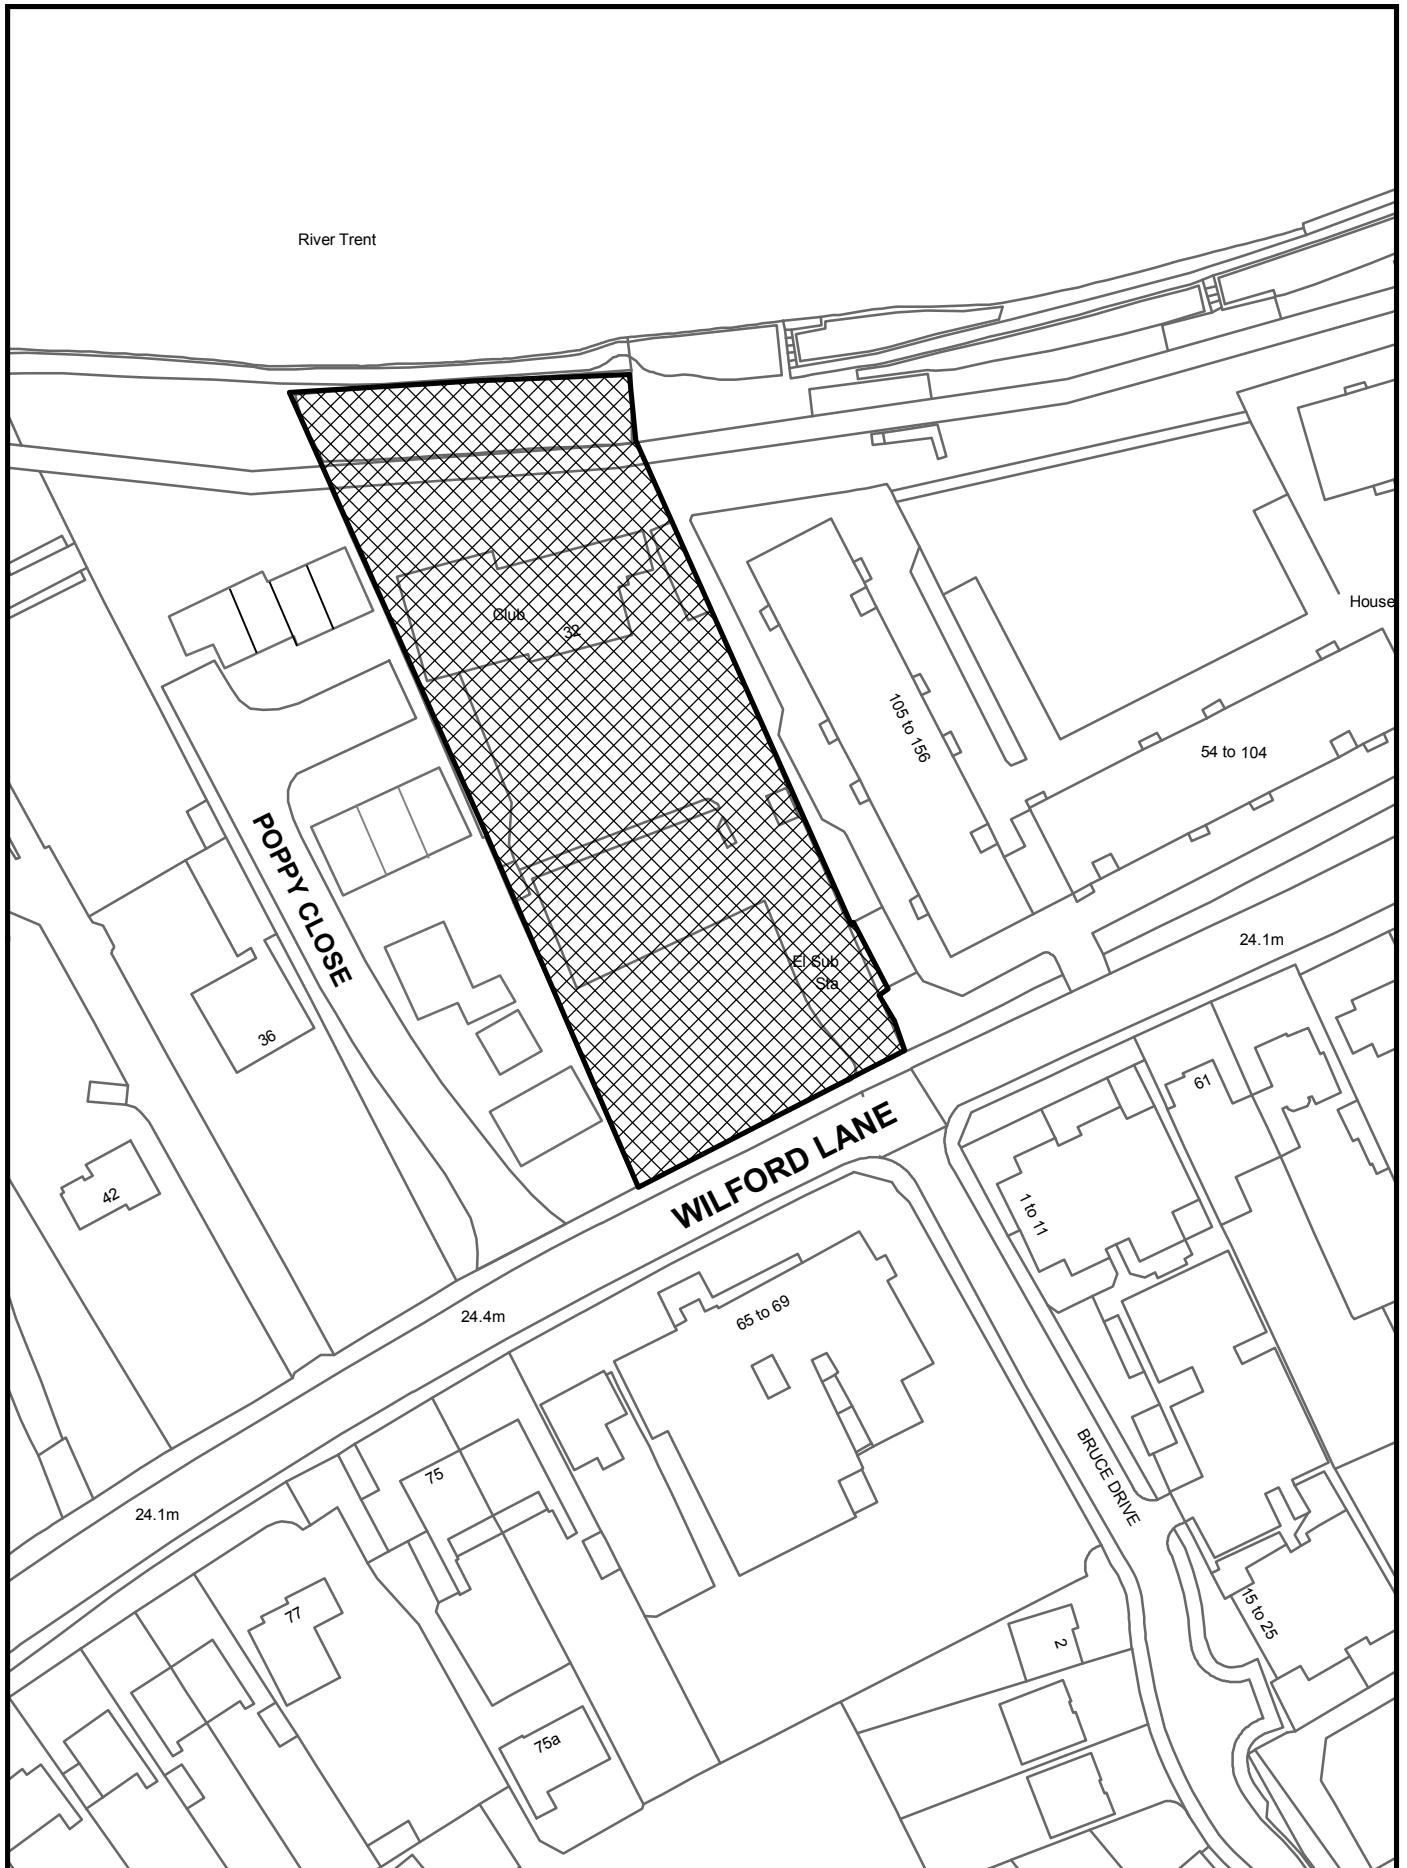 River Trent
House
Club
32
105 to 156
54 to 104
POPPY CLOSE
24.1m
El Sub
Sta
36
61
WILFORD LANE
42
1 to 11
24.4m
65 to 69
75
BRUCE DRIVE
24.1m
77
15 to 25
2
75a